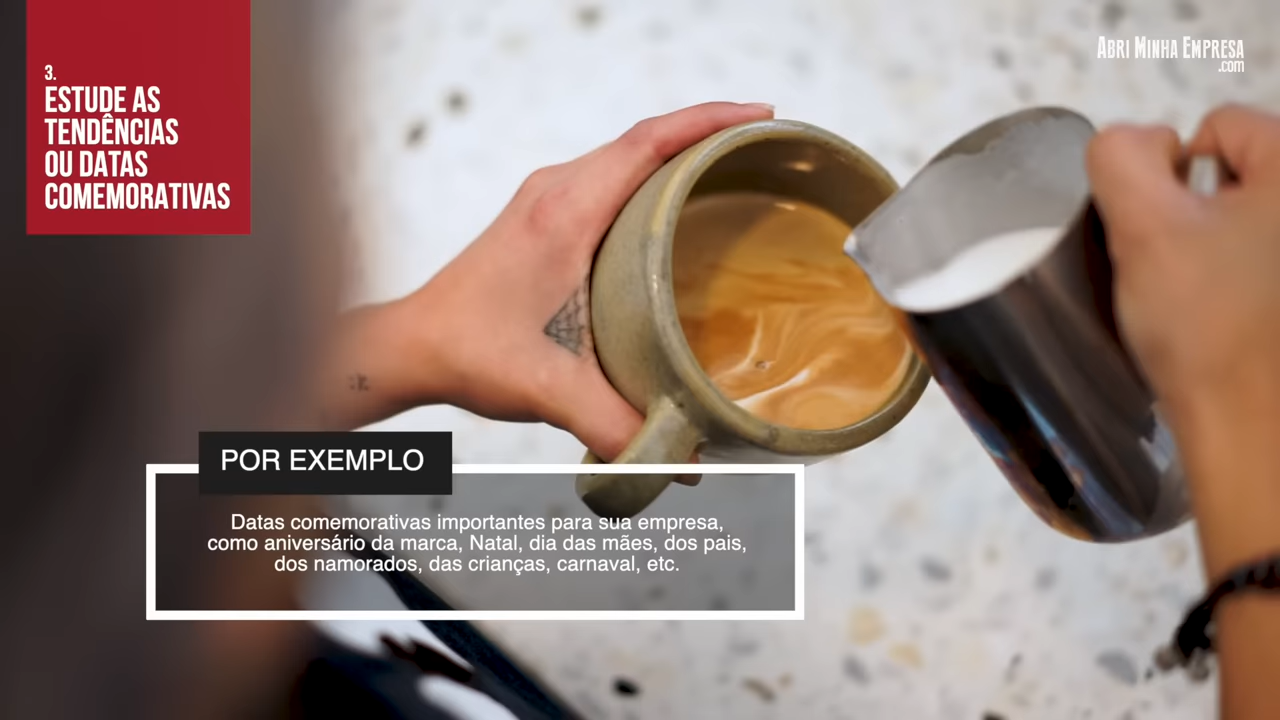 3.
ESTUDE AS
TENDÊNCIAS
OU DATAS
COMEMORATIVAS
ABRI MINHA EMPRESA
.com
POR EXEMPLO
Datas comemorativas importantes para sua empresa,
como aniversário da marca, Natal, dia das mães, dos pais,
dos namorados, das crianças, carnaval, etc.